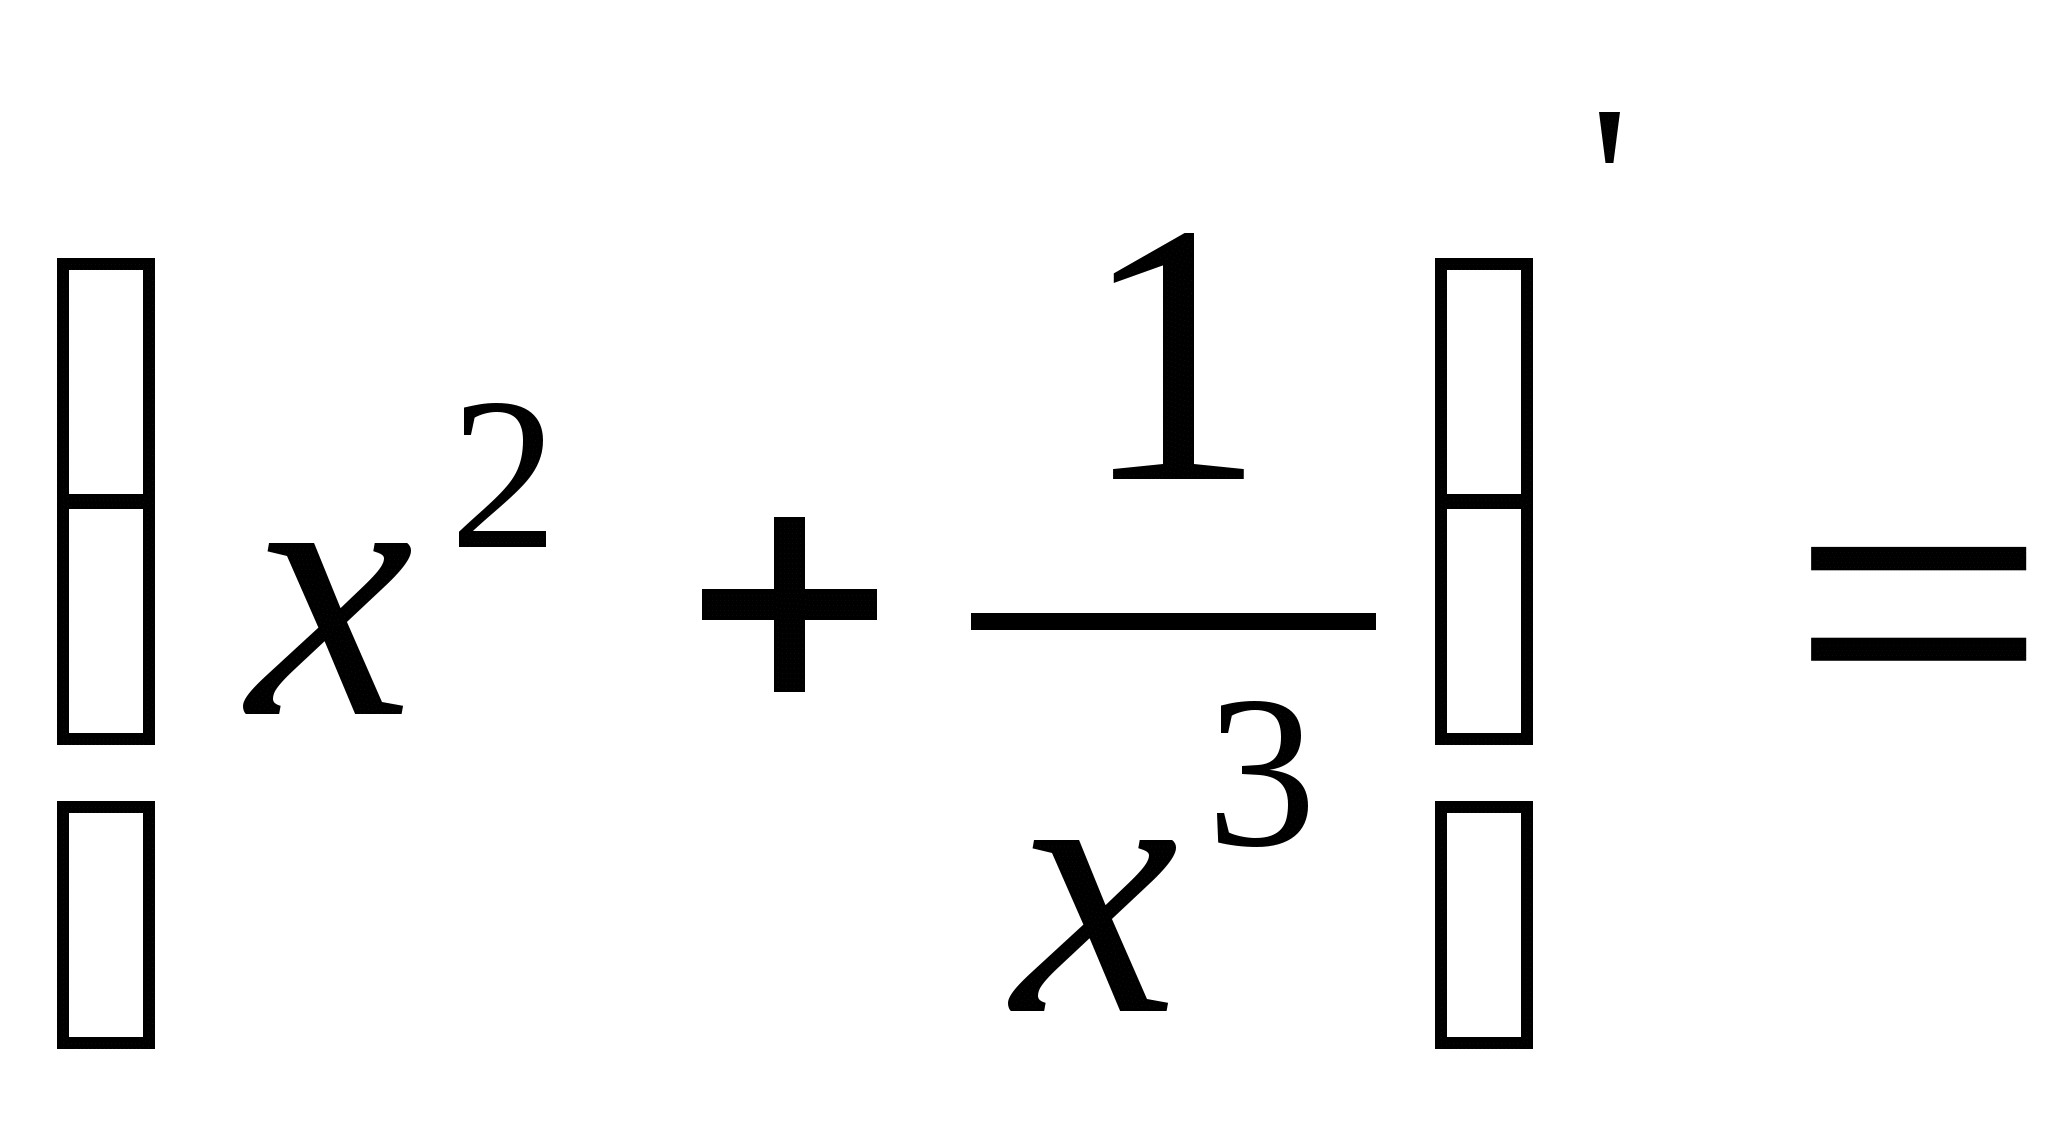 (x² + 1/x³)' =